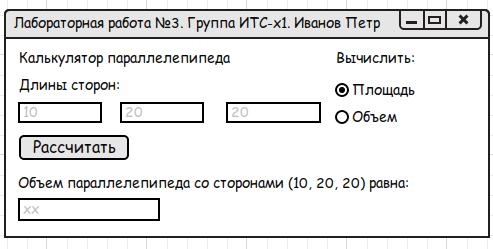 Лабораторная работа №3. Группа ИТС-x1. Иванов Петр
Калькулятор параллелепипеда
Вычислить:
Длины сторон:
10 20 20
Площадь
Объем
Рассчитать
Объем параллелепипеда со сторонами (10, 20, 20) равна:
xx